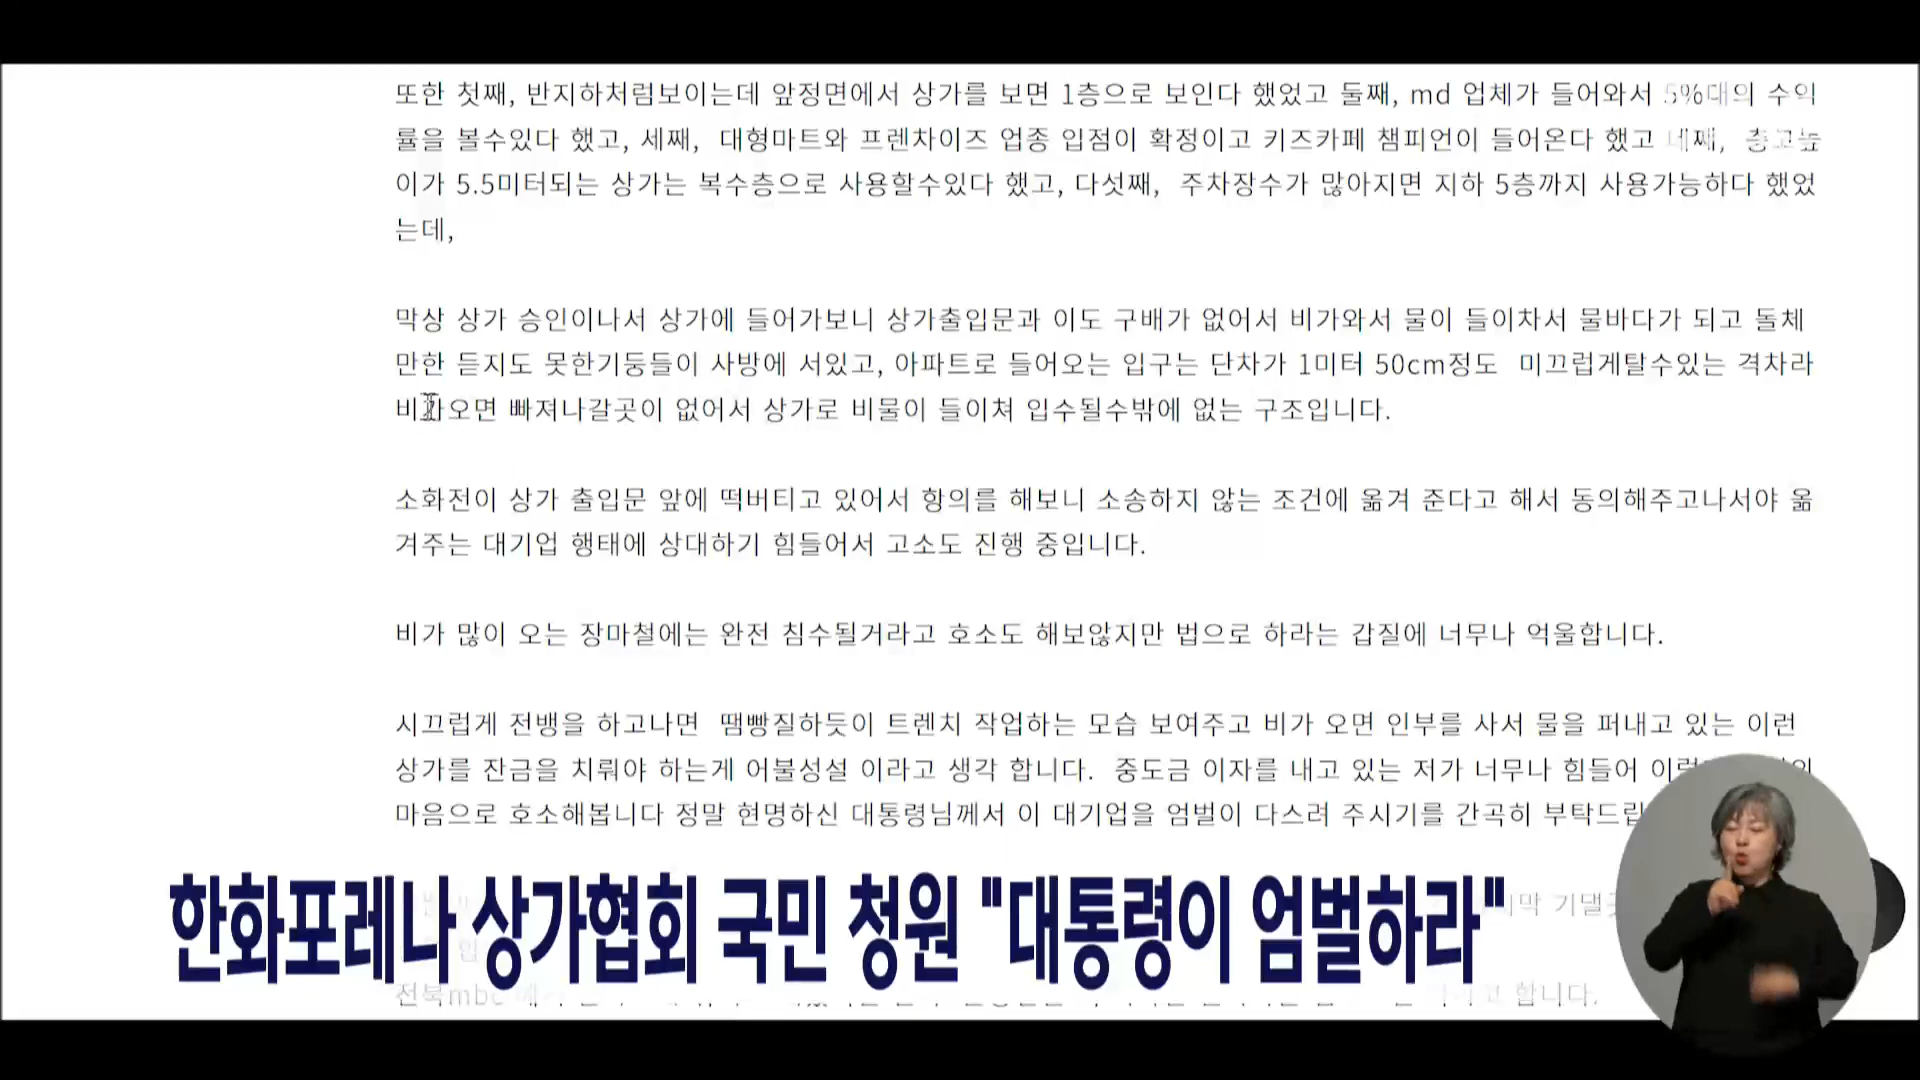 또한 첫째, 반지하처럼보이는데 앞정면에서 상가를 보면 1층으로 보인다 했었고 둘째, md 업체가 들어와서 5%대의 수익
률을 볼수있다 했고, 세째, 대형마트와 프렌차이즈 업종 입점이 확정이고 키즈카페 챔피언이 들어온다 했고 네째, 층고높
이가 5.5미터되는 상가는 복수층으로 사용할수있다 했고, 다섯째, 주차장수가 많아지면 지하 5층까지 사용가능하다 했었
는데,
막상 상가 승인이나서 상가에 들어가보니 상가출입문과 이도 구배가 없어서 비가와서 물이 들이차서 물바다가 되고 돌체
만한 듣지도 못한기둥들이 사방에 서있고, 아파트로 들어오는 입구는 단차가 1미터 50cm정도 미끄럽게탈수있는 격차라
비가오면 빠져나갈곳이 없어서 상가로 비물이 들이쳐 입수될수밖에 없는 구조입니다.
소화전이 상가 출입문 앞에 떡버티고 있어서 항의를 해보니 소송하지 않는 조건에 옮겨 준다고 해서 동의해주고나서야 옮
겨주는 대기업 행태에 상대하기 힘들어서 고소도 진행 중입니다.
비가 많이 오는 장마철에는 완전 침수될거라고 호소도 해보않지만 법으로 하라는 갑질에 너무나 억울합니다.
시끄럽게 전뱅을 하고나면 땜빵질하듯이 트렌치 작업하는 모습 보여주고 비가 오면 인부를 사서 물을 퍼내고 있는 이런
상가를 잔금을 치뤄야 하는게 어불성설 이라고 생각 합니다. 중도금 이자를 내고 있는 저가 너무나 힘들어
마음으로 호소해봅니다 정말 현명하신 대통령님께서 이 대기업을 엄벌이 다스려 주시기를 간곡히
한화포레나 상가협회 국민 청원 "대통령이 엄벌하라"
전북mbc 합니다.